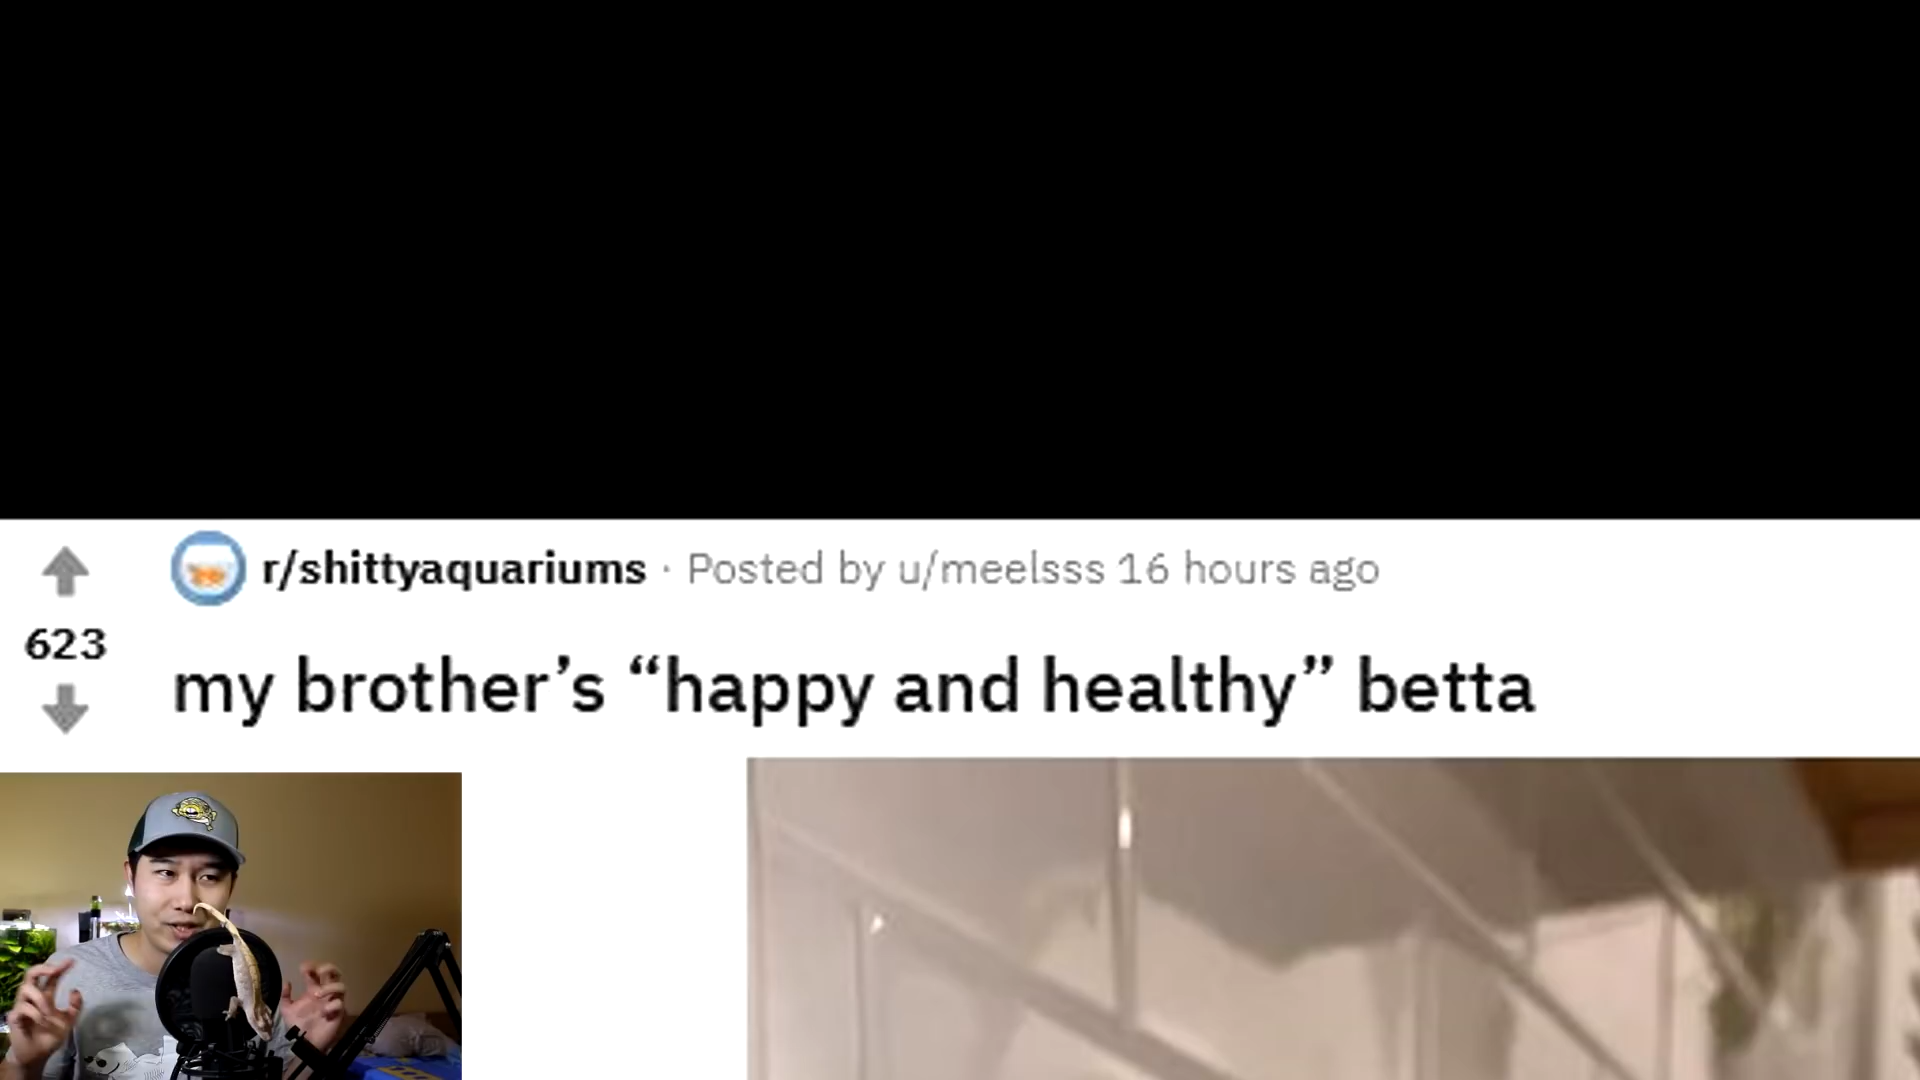 r/shittyaquariums · Posted by u/meelsss 16 hours ago
623
my brother’s “happy and healthy” betta